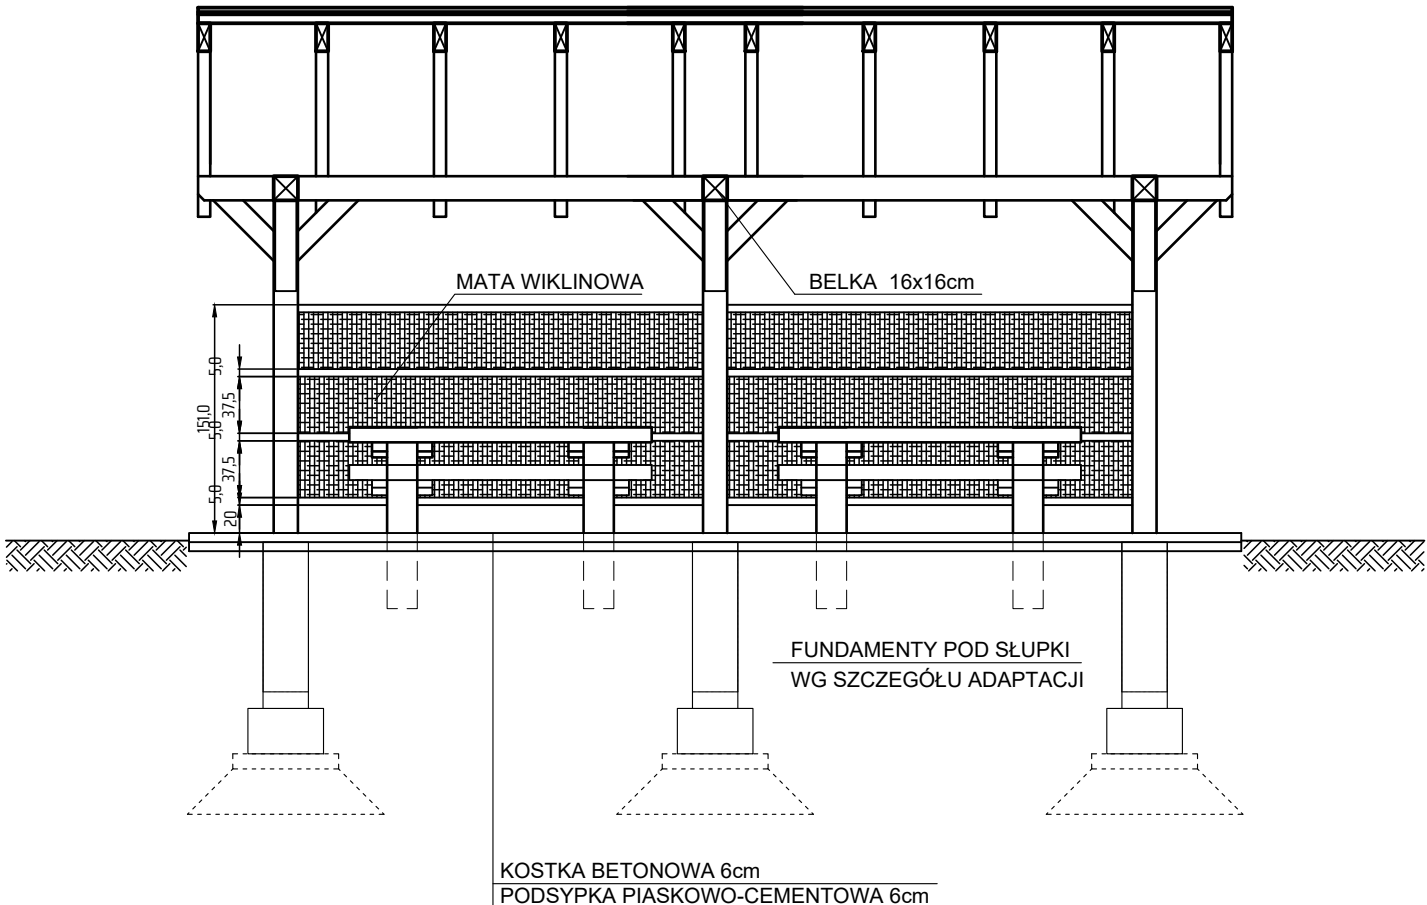 MATA WIKLINOWA
BELKA 16x16cm
5,0
37,5
151,0
5,0
37,5
5,0
20
FUNDAMENTY POD SŁUPKI
WG SZCZEGÓŁU ADAPTACJI
KOSTKA BETONOWA 6cm
PODSYPKA PIASKOWO-CEMENTOWA 6cm